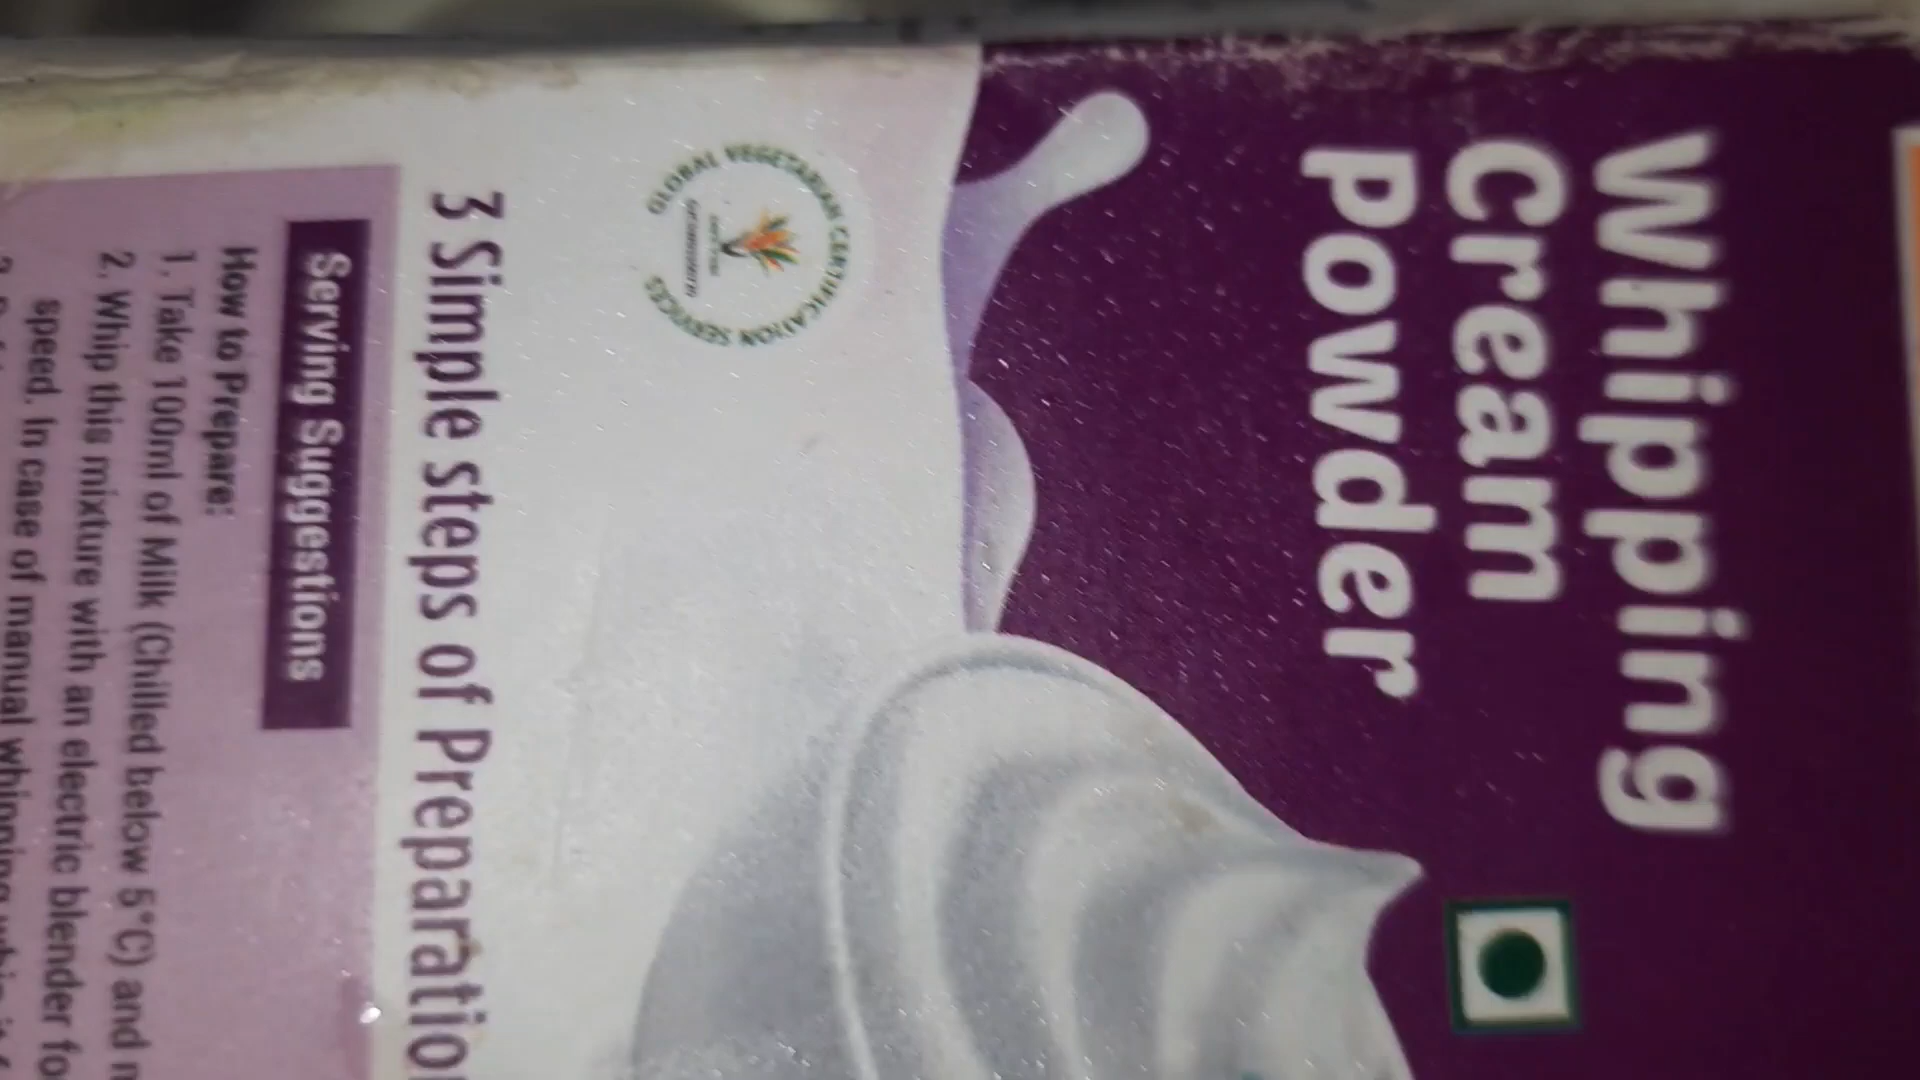 Whipping
Cream
Powder
GLOBAL VEGETARIAN CERTIFICATION SERVICES
3 Simple steps of Preparation
Serving Suggestions
How to Prepare:
1. Take 100ml of Milk (Chilled below 5°C) and
2. Whip this mixture with an electric blender
speed. In case of manual whipping